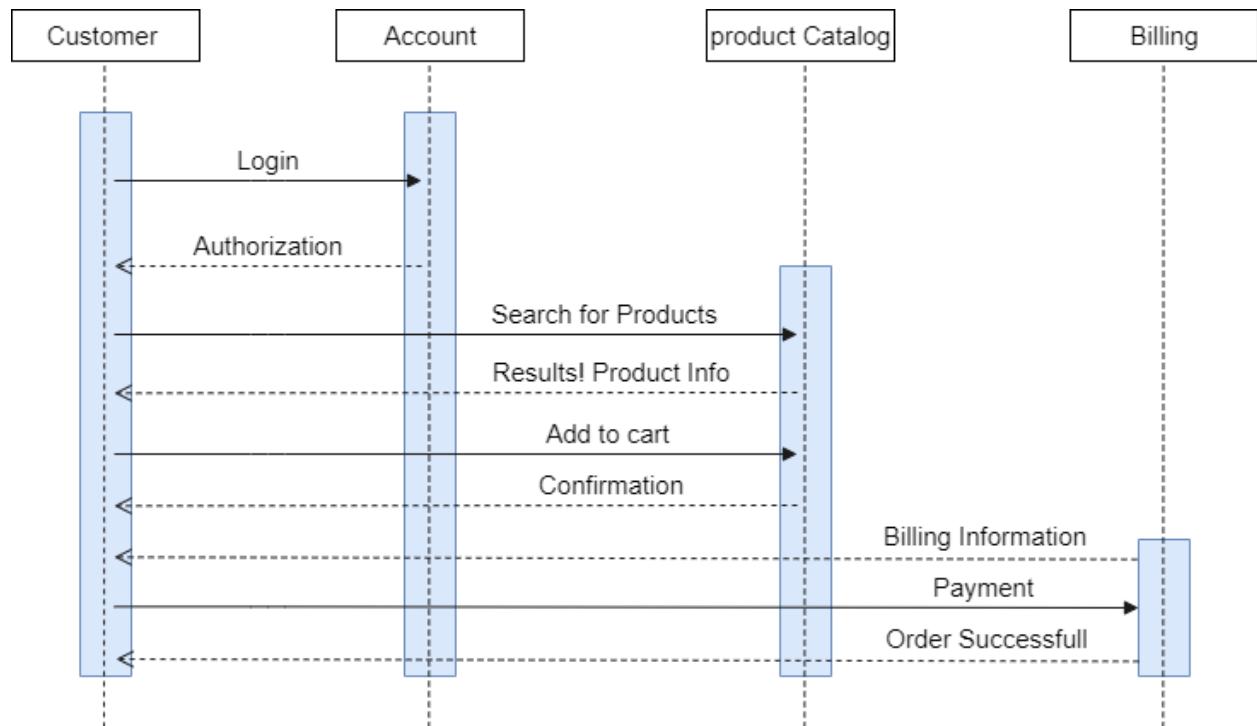 Customer
Account
product Catalog
Billing
Login
Authorization
Search for Products
Results! Product Info
Add to cart
Confirmation
Billing Information
Payment
Order Successfull